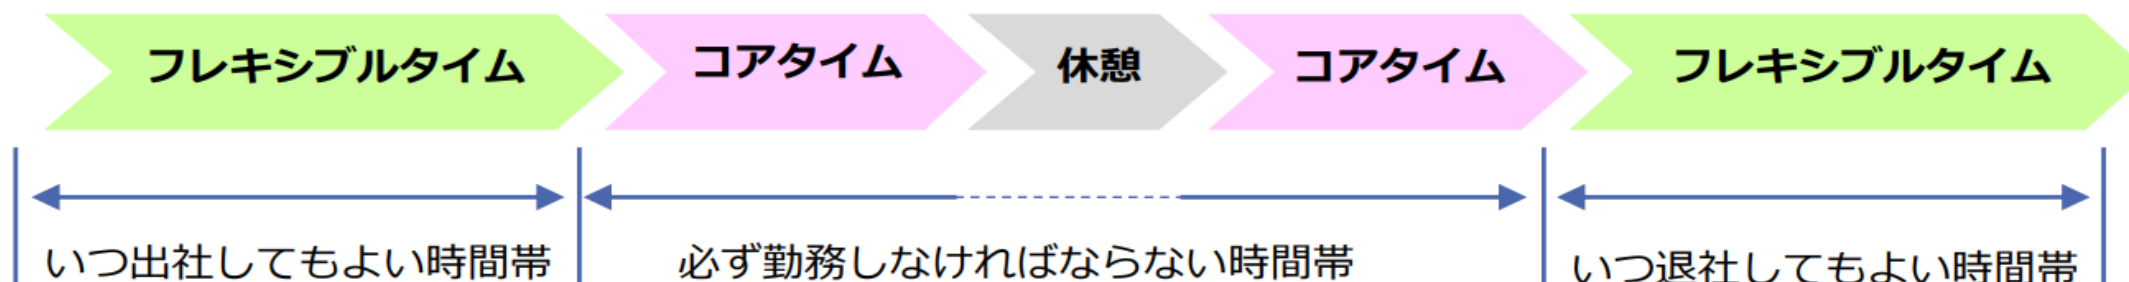 フレキシブルタイム コアタイム 休憩 コアタイム フレキシブルタイム
いつ出社してもよい時間帯 必ず勤務しなければならない時間帯 いつ退社してもよい時間帯